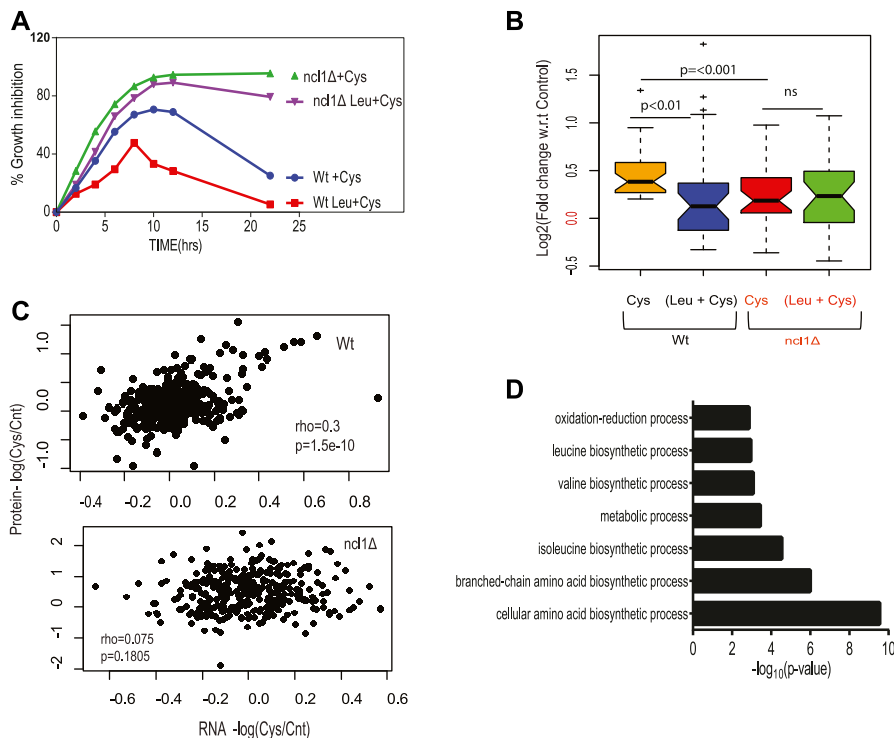 A
120
80
40
0
% Growth inhibition
0 5 10 15 20 25
TIME(hrs)
ncl1Δ+Cys
ncl1Δ Leu+Cys
Wt +Cys
Wt Leu+Cys
B
Log2(Fold change w.r.t Control)
1.5
1.0
0.5
0.0
-0.5
p=<0.001
p<0.01
ns
Cys (Leu + Cys) Cys (Leu + Cys)
Wt ncl1Δ
C
Protein-log(Cys/Cnt)
1.0
0.0
-1.0
Wt
rho=0.3
p=1.5e-10
-0.4 -0.2 0.0 0.2 0.4 0.6 0.8
2
1
0
-1
-2
ncl1Δ
rho=0.075
p=0.1805
-0.6 -0.4 -0.2 0.0 0.2 0.4 0.6
RNA -log(Cys/Cnt)
D
oxidation-reduction process
leucine biosynthetic process
valine biosynthetic process
metabolic process
isoleucine biosynthetic process
branched-chain amino acid biosynthetic process
cellular amino acid biosynthetic process
0 2 4 6 8 10
-log10(p-value)